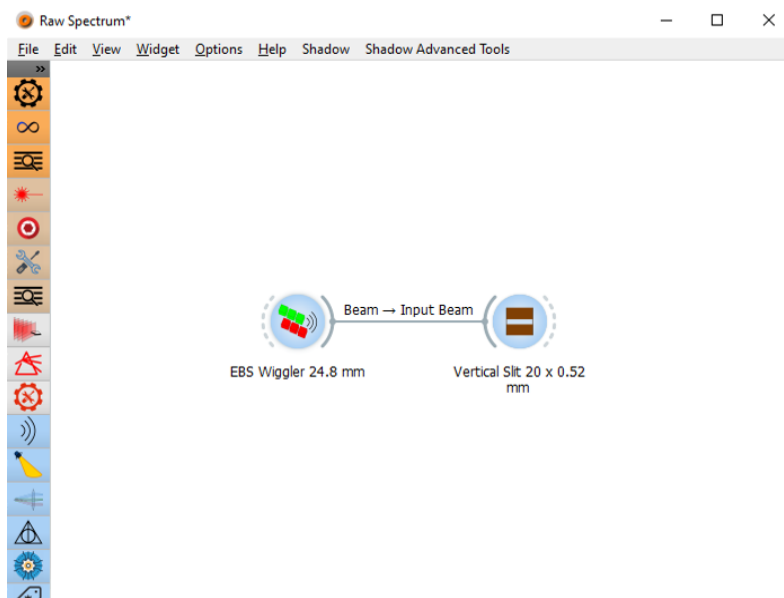 Raw Spectrum*
File Edit View Widget Options Help Shadow Shadow Advanced Tools
»
Beam → Input Beam
EBS Wiggler 24.8 mm
Vertical Slit 20 x 0.52
mm